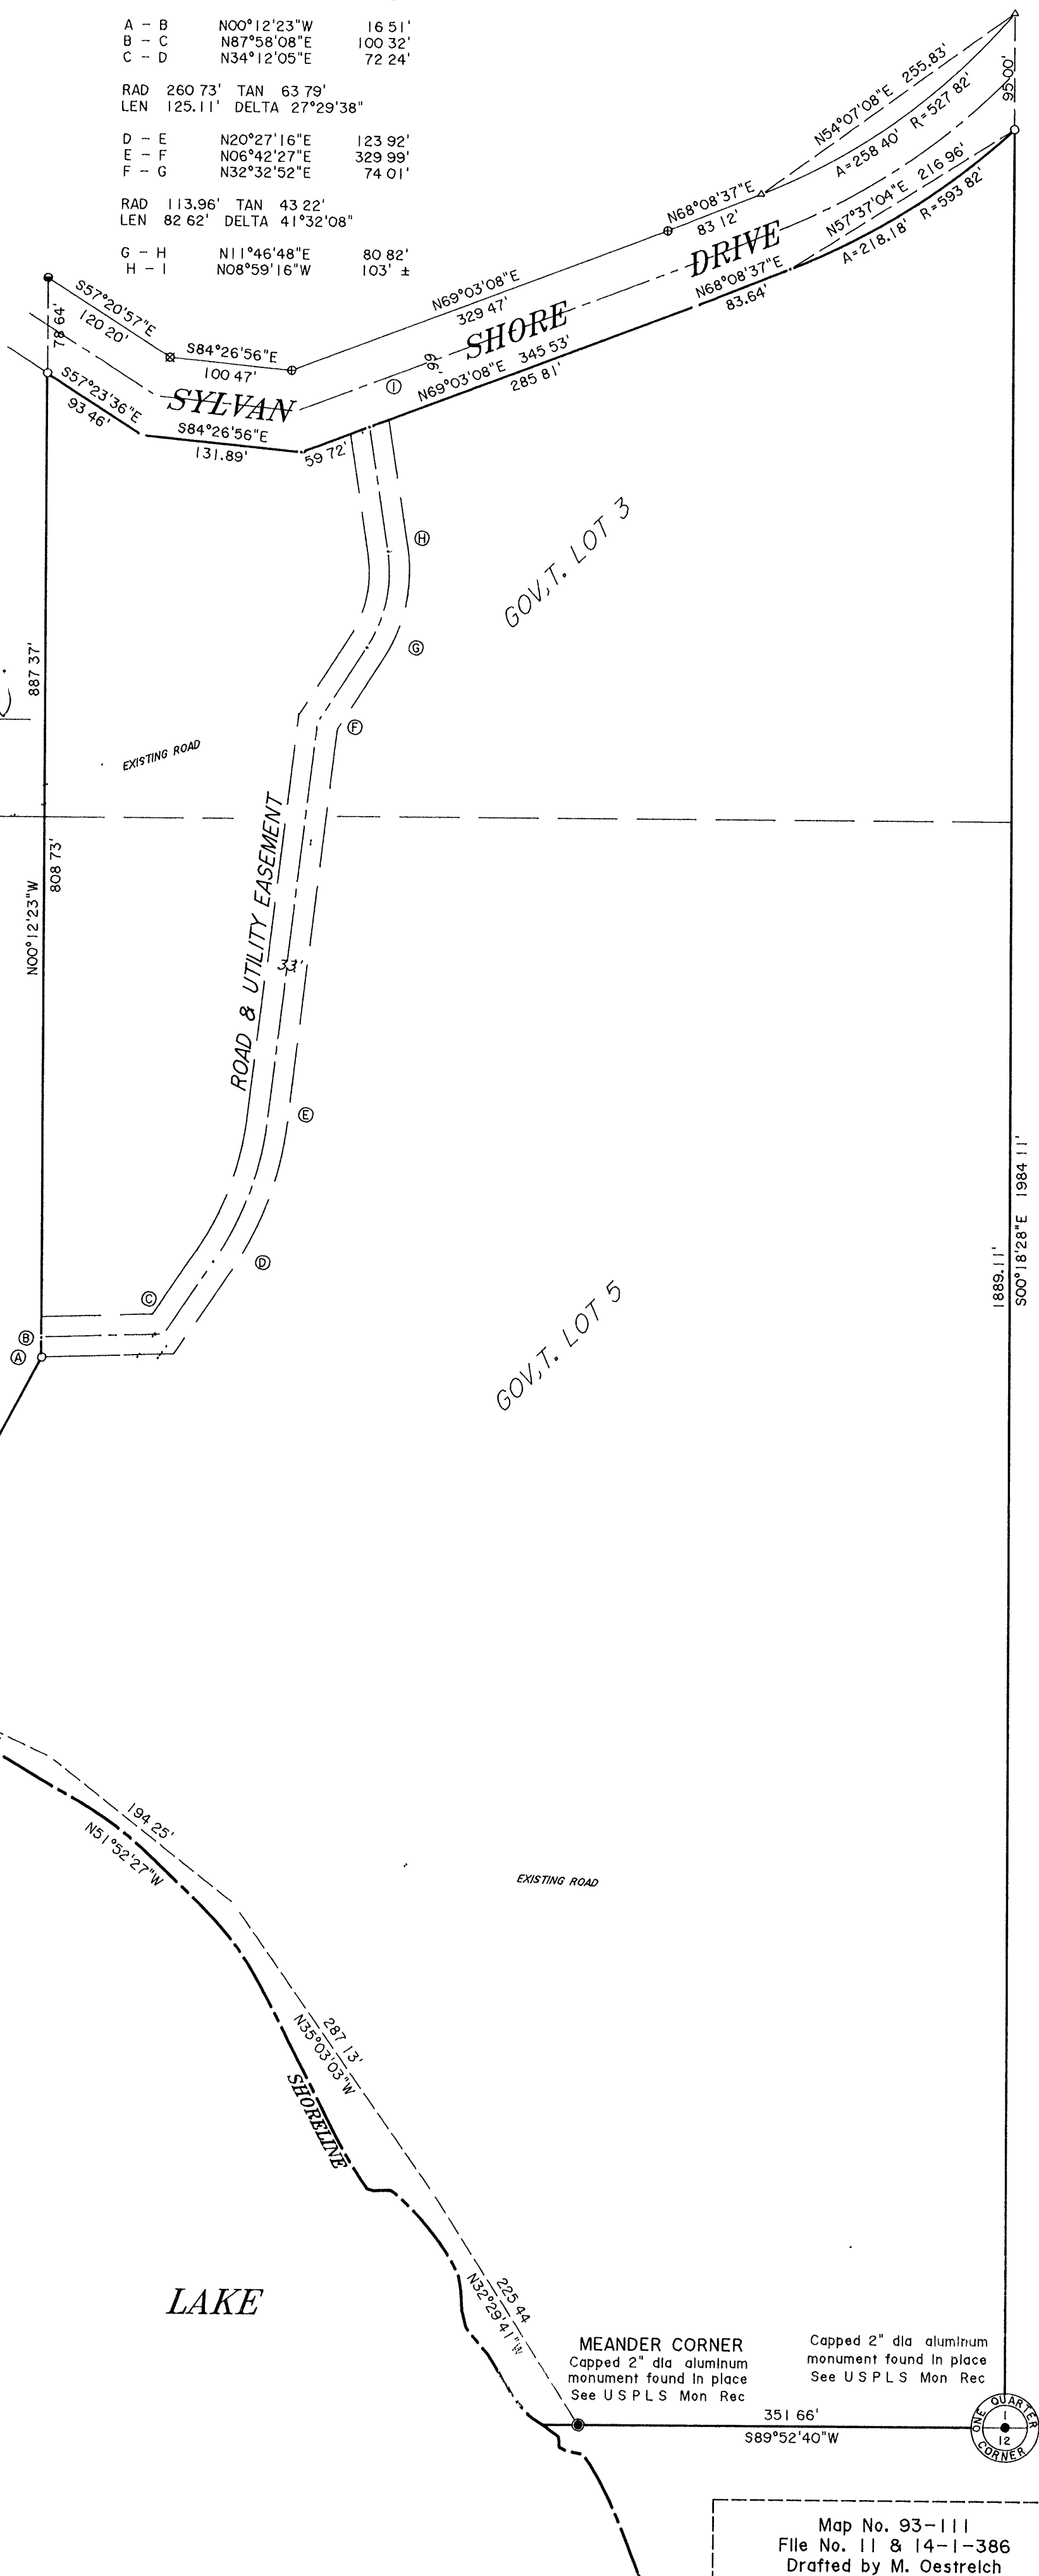 A - B N00°12'23"W 16 51'
B - C N87°58'08"E 100 32'
C - D N34°12'05"E 72 24'
RAD 260 73' TAN 63 79'
LEN 125.11' DELTA 27°29'38"
D - E N20°27'16"E 123 92'
E - F N06°42'27"E 329 99'
F - G N32°32'52"E 74 01'
RAD 113.96' TAN 43 22'
LEN 82 62' DELTA 41°32'08"
G - H N11°46'48"E 80 82'
H - I N08°59'16"W 103' ±
95.00'
N54°07'08"E 255.83'
A=258 40' R=527 82'
N57°37'04"E 216 96'
A=218.18' R=593 82'
N68°08'37"E
83 12'
N68°08'37"E
83.64'
N69°03'08"E
329 47'
N69°03'08"E 345 53'
285 81'
59 72'
SYLVAN SHORE DRIVE
66'
I
S57°20'57"E
120 20'
78 64'
S84°26'56"E
100 47'
S57°23'36"E
93 46'
S84°26'56"E
131.89'
H
G
F
GOV,T. LOT 3
887 37'
EXISTING ROAD
N00°12'23"W
808 73'
ROAD & UTILITY EASEMENT
33'
E
D
C
B
A
1889.11'
S00°18'28"E 1984 11'
GOV,T. LOT 5
194 25'
N51°52'27"W
EXISTING ROAD
287 13'
N35°03'03"W
SHORELINE
225 44
N32°29'41"W
LAKE
MEANDER CORNER
Capped 2" dia aluminum
monument found in place
See U S P L S Mon Rec
Capped 2" dia aluminum
monument found in place
See U S P L S Mon Rec
351 66'
S89°52'40"W
ONE QUARTER
1
12
CORNER
Map No. 93-111
File No. 11 & 14-1-386
Drafted by M. Oestreich